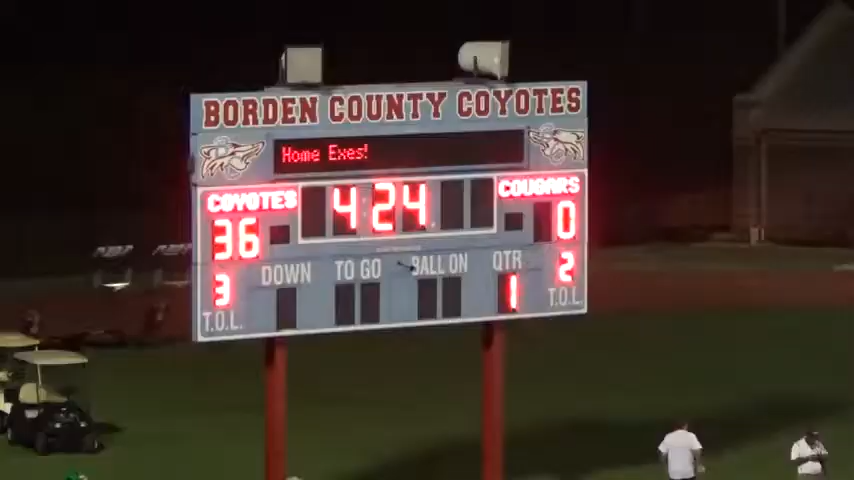 BORDEN COUNTY COYOTES
Home Exes!
COYOTES 4:24 COUGARS
36 0
DOWN TO GO BALL ON QTR
3 1 2
T.O.L. T.O.L.